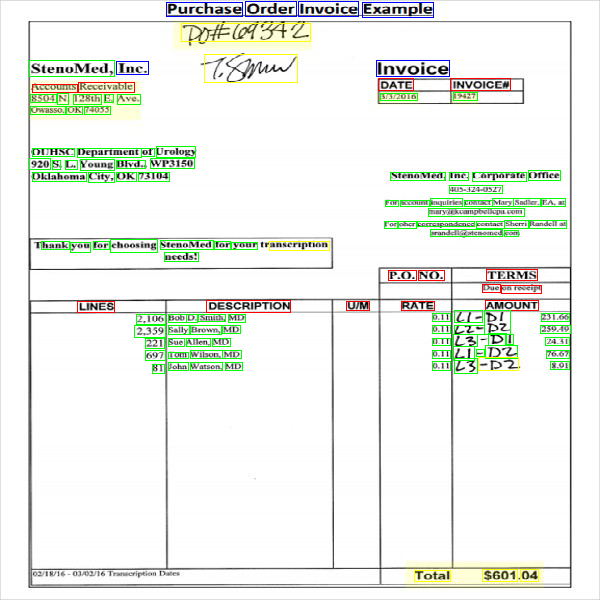 Purchase Order Invoice Example
PO#69342
StenoMed, Inc.
Invoice
Accounts Receivable
8504 N. 128th E. Ave.
Owasso, OK 74055
DATE INVOICE#
3/3/2016 19427
OUHSC Department of Urology
920 S. L. Young Blvd., WP3150
Oklahoma City, OK 73104
StenoMed, Inc. Corporate Office
405-324-0527
For account inquiries contact Mary Sadler, EA, at
mary@kcampbellcpa.com
For other correspondened contact Sherri Randell at
srandell@stenomed.com
Thank you for choosing StenoMed for your transcription
needs!
P.O. NO. TERMS
Due on receipt
LINES DESCRIPTION U/M RATE AMOUNT
2,106 Bob D. Smith, MD 0.11 L1-D1 231.66
2,359 Sally Brown, MD 0.11 L2-D2 259.49
221 Sue Allen, MD 0.11 L3-D1 24.31
697 Tom Wilson, MD 0.11 L1-D2 76.67
81 John Watson, MD 0.11 L3-D2 8.91
02/18/16 - 03/02/16 Transcription Dates
Total $601.04